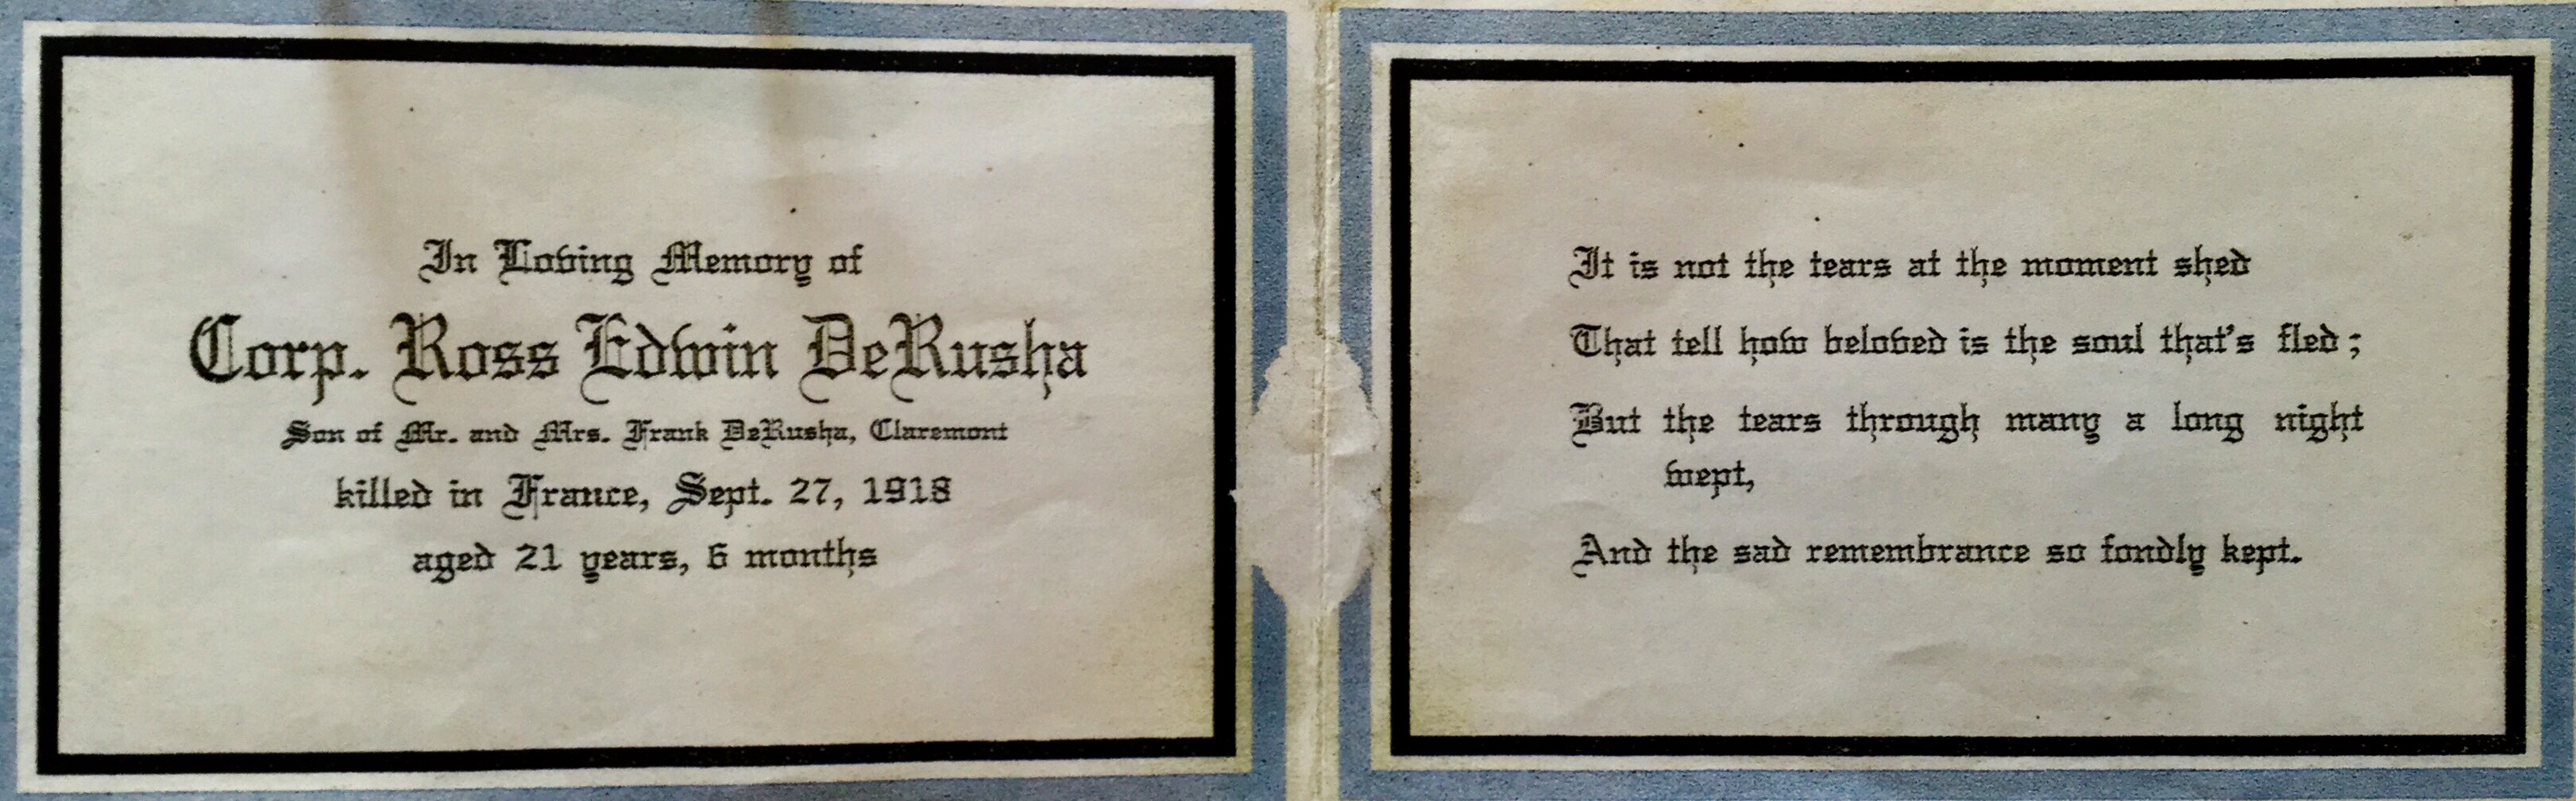 In Loving Memory of
Corp. Ross Edwin DeRusha
Son of Mr. and Mrs. Frank DeRusha, Claremont
killed in France, Sept. 27, 1918
aged 21 years, 6 months
It is not the tears at the moment shed
That tell how beloved is the soul that's fled;
But the tears through many a long night
wept,
And the sad remembrance so fondly kept.